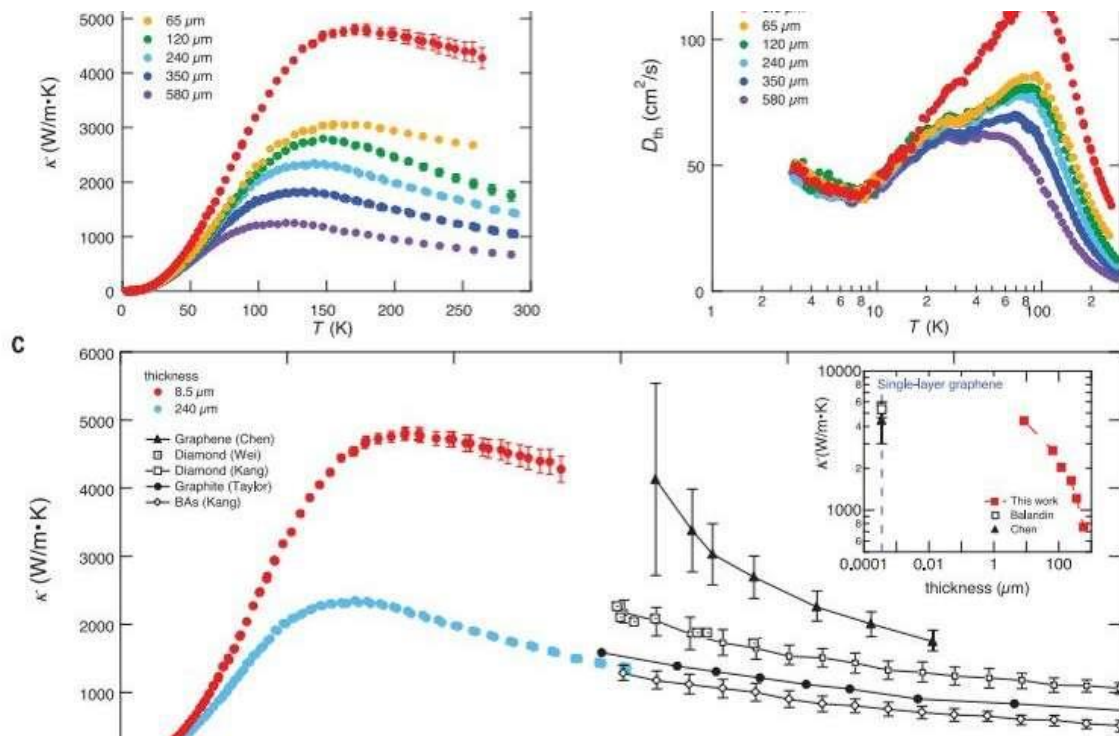 5000
4000
3000
2000
1000
0
κ (W/m•K)
65 μm
120 μm
240 μm
350 μm
580 μm
0
50
100
150
200
250
300
T (K)
100
50
0
D_th (cm²/s)
65 μm
120 μm
240 μm
350 μm
580 μm
1
2
4
6
8
10
2
4
6
8
100
2
T (K)
c
6000
5000
4000
3000
2000
1000
κ (W/m•K)
thickness
8.5 μm
240 μm
Graphene (Chen)
Diamond (Wei)
Diamond (Kang)
Graphite (Taylor)
BAs (Kang)
10000
8
6
4
2
1000
8
6
κ (W/m•K)
Single-layer graphene
This work
Balandin
Chen
0.0001
0.01
1
100
thickness (μm)